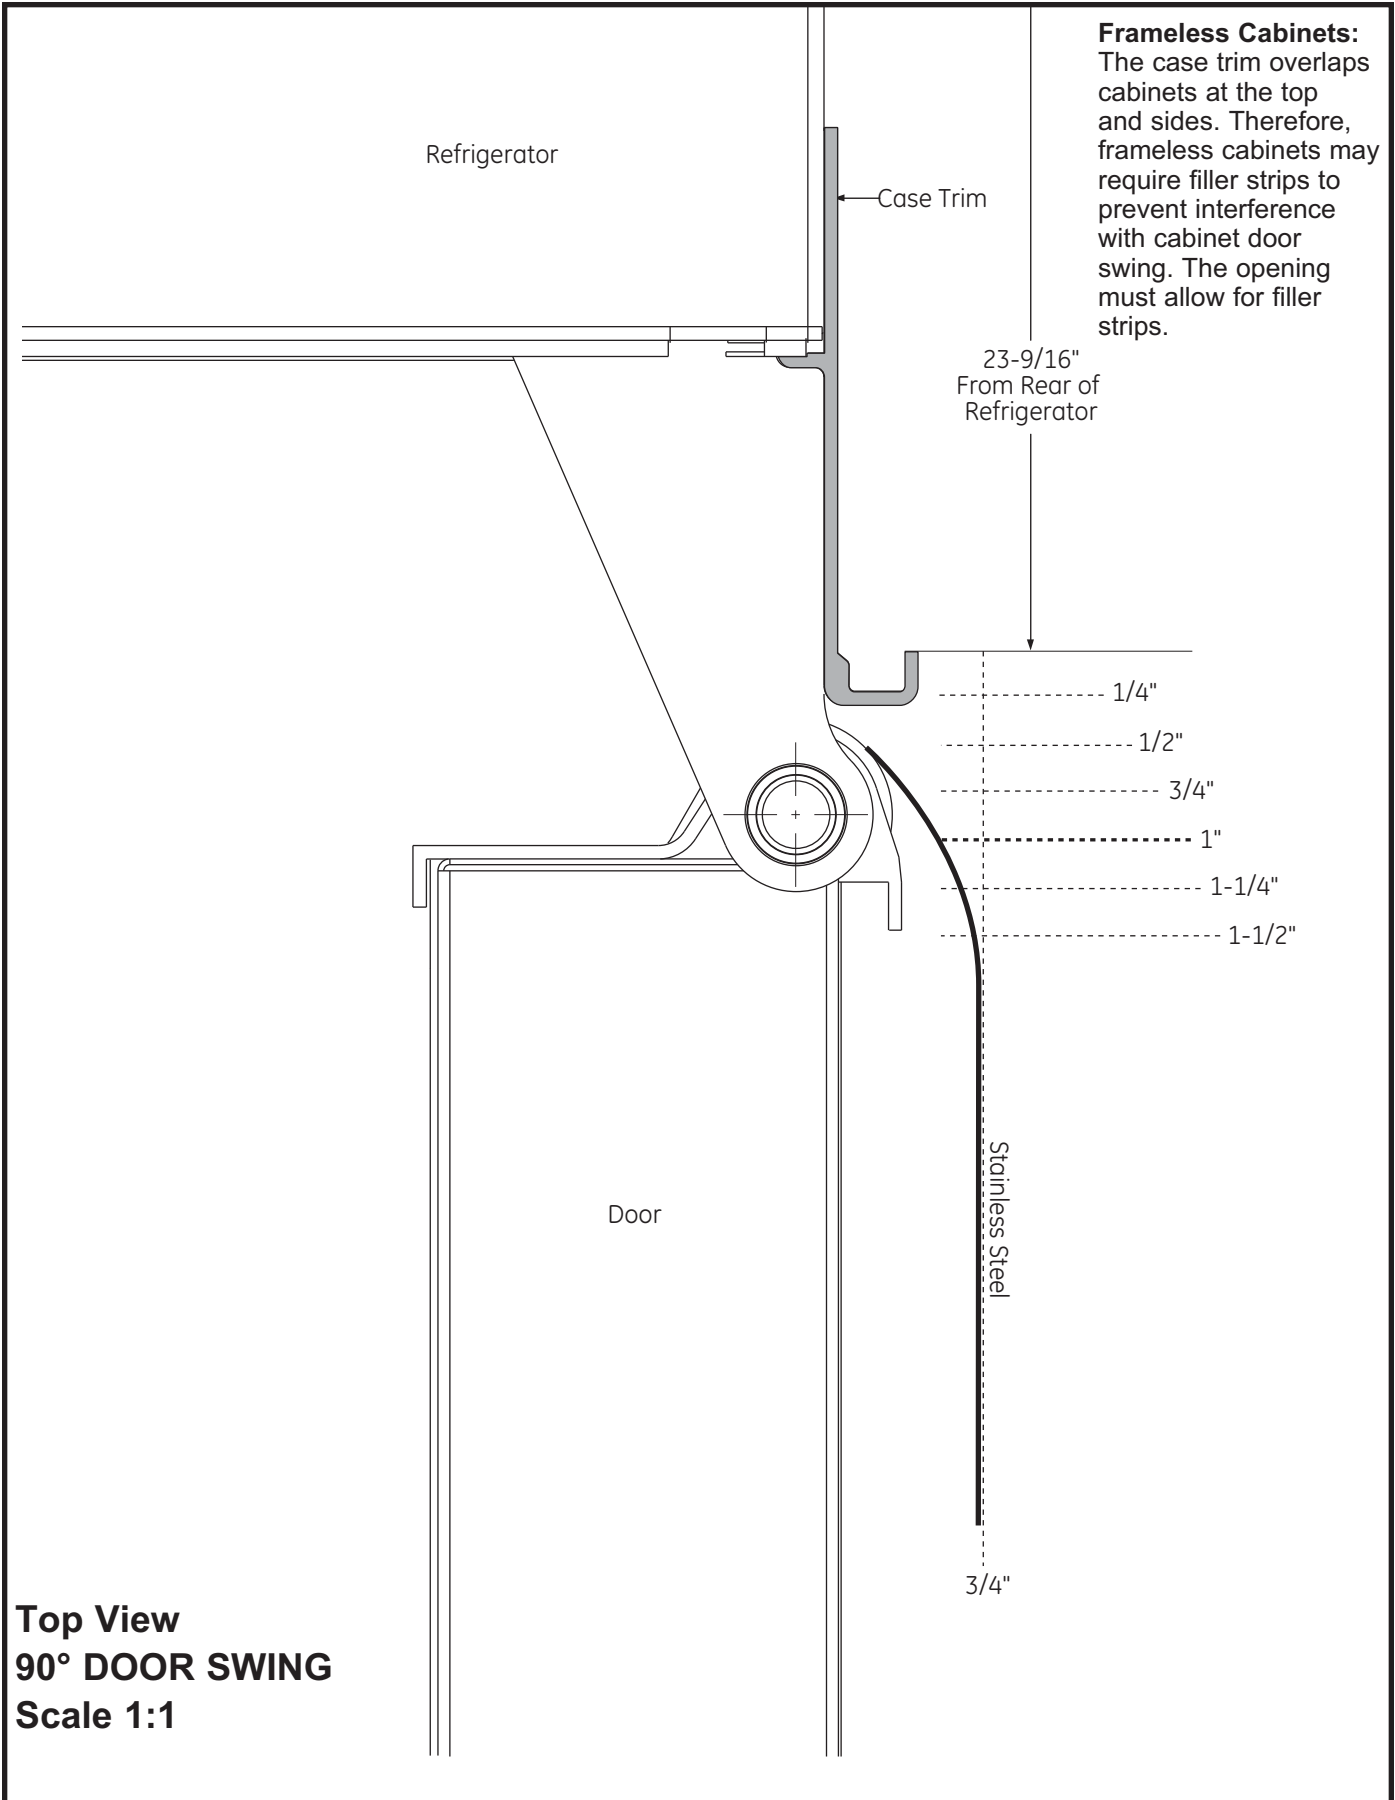 Frameless Cabinets:
The case trim overlaps
cabinets at the top
and sides. Therefore,
frameless cabinets may
require filler strips to
prevent interference
with cabinet door
swing. The opening
must allow for filler
strips.
Refrigerator
Case Trim
23-9/16"
From Rear of
Refrigerator
1/4"
1/2"
3/4"
1"
1-1/4"
1-1/2"
Stainless Steel
Door
3/4"
Top View
90° DOOR SWING
Scale 1:1